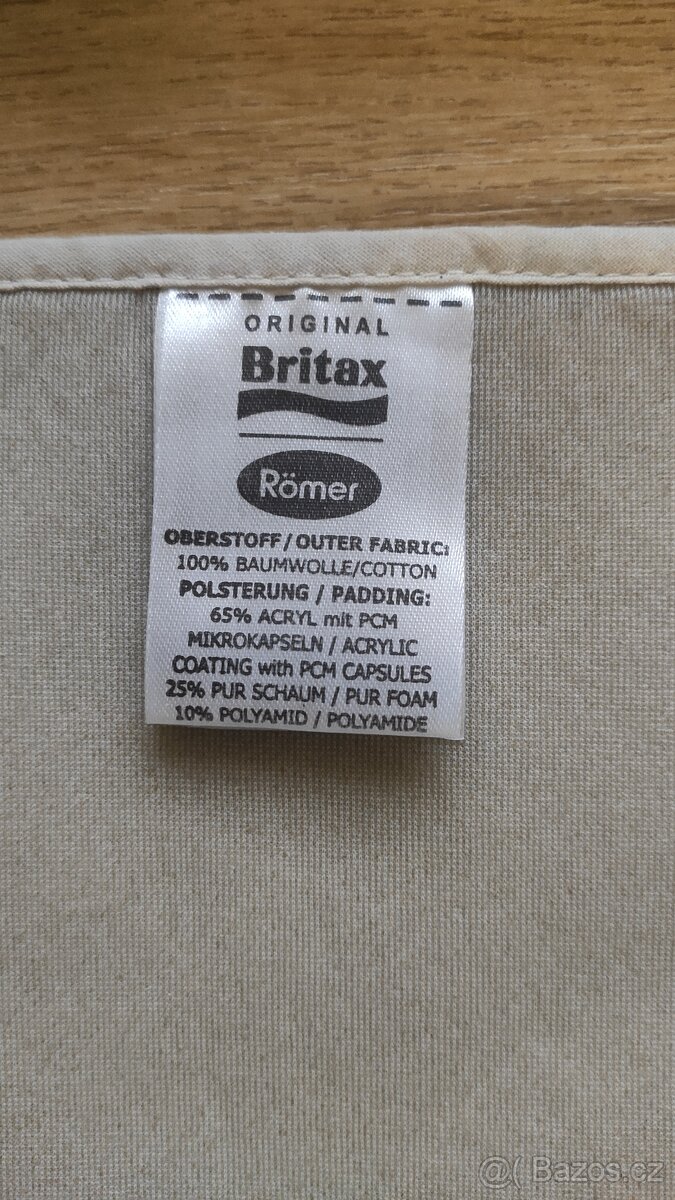 ORIGINAL
Britax
Römer
OBERSTOFF/OUTER FABRIC:
100% BAUMWOLLE/COTTON
POLSTERUNG / PADDING:
65% ACRYL mit PCM
MIKROKAPSELN / ACRYLIC
COATING with PCM CAPSULES
25% PUR SCHAUM / PUR FOAM
10% POLYAMID / POLYAMIDE
@( Bazos.cz